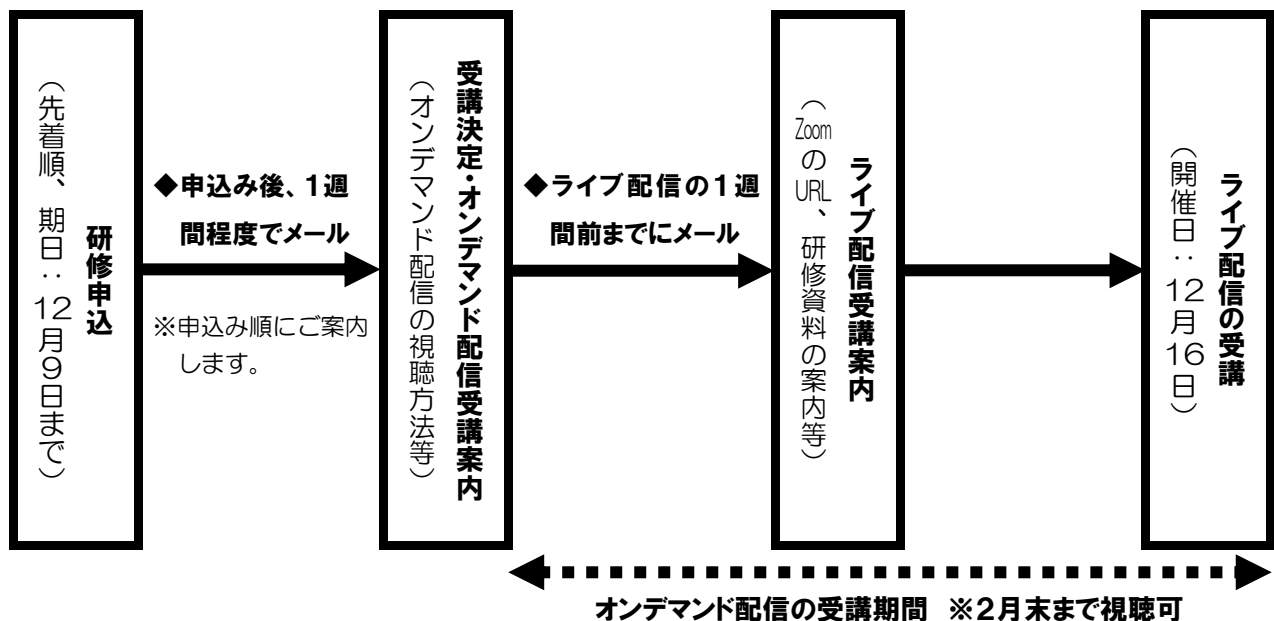 研修申込
（先着順、期日：12月9日まで）
◆申込み後、1週
間程度でメール
※申込み順にご案内
します。
受講決定・オンデマンド配信受講案内
（オンデマンド配信の視聴方法等）
◆ライブ配信の1週
間前までにメール
ライブ配信受講案内
（ZoomのURL、研修資料の案内等）
ライブ配信の受講
（開催日：12月16日）
オンデマンド配信の受講期間　※2月末まで視聴可